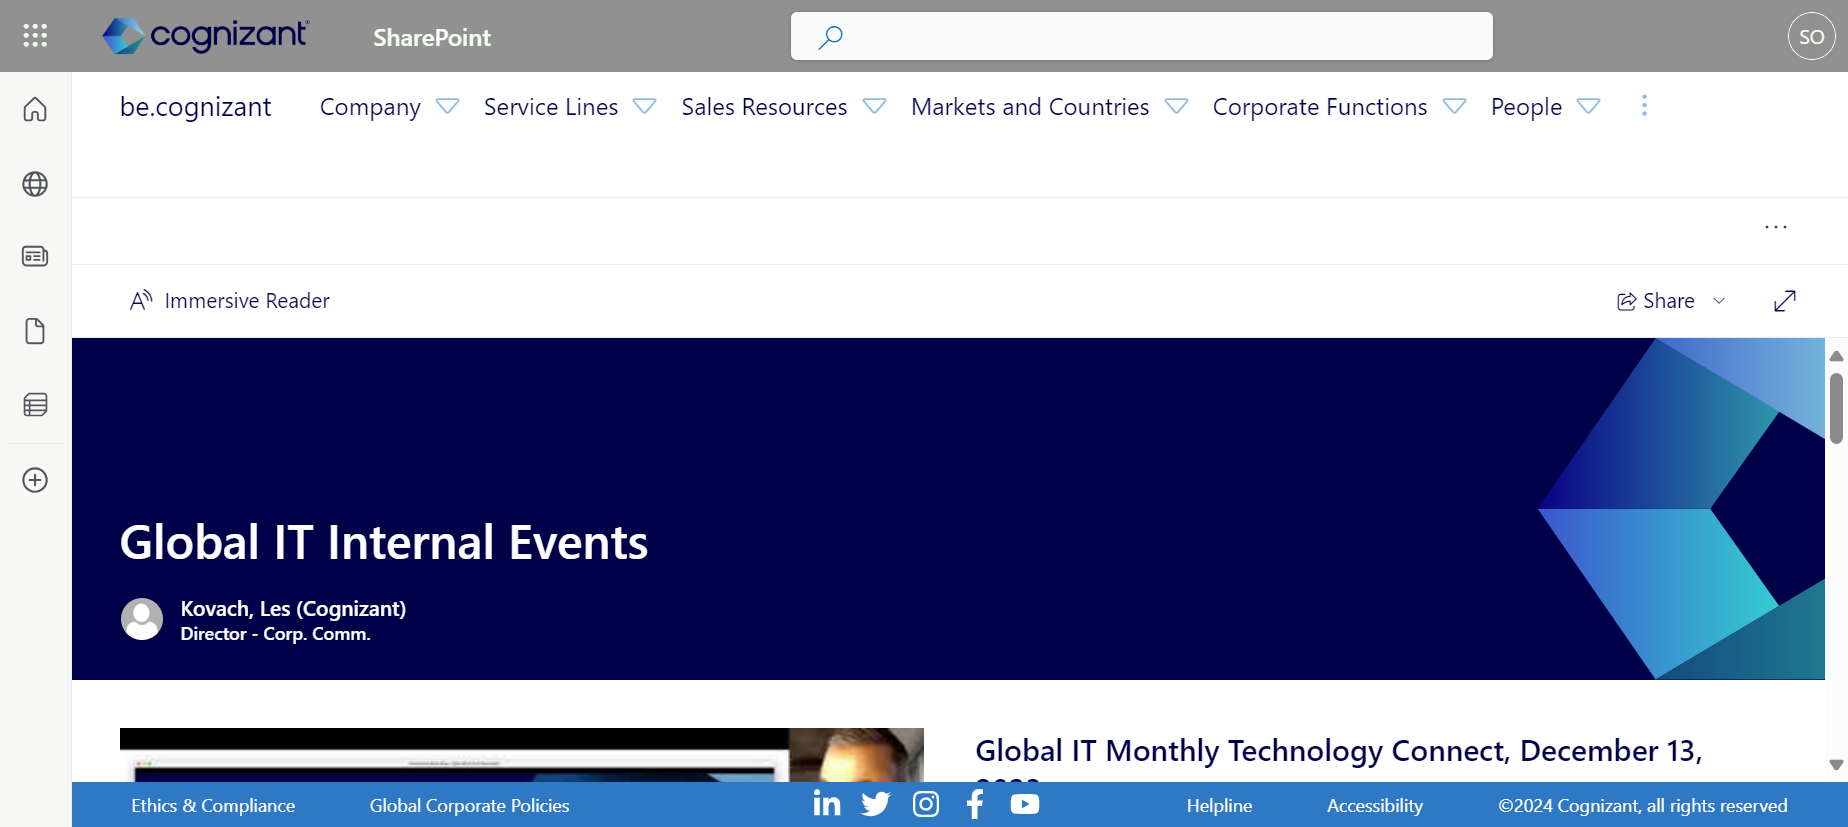 cognizant
SharePoint
SO
be.cognizant
Company
Service Lines
Sales Resources
Markets and Countries
Corporate Functions
People
Immersive Reader
Share
Global IT Internal Events
Kovach, Les (Cognizant)
Director - Corp. Comm.
Global IT Monthly Technology Connect, December 13,
Ethics & Compliance
Global Corporate Policies
Helpline
Accessibility
©2024 Cognizant, all rights reserved